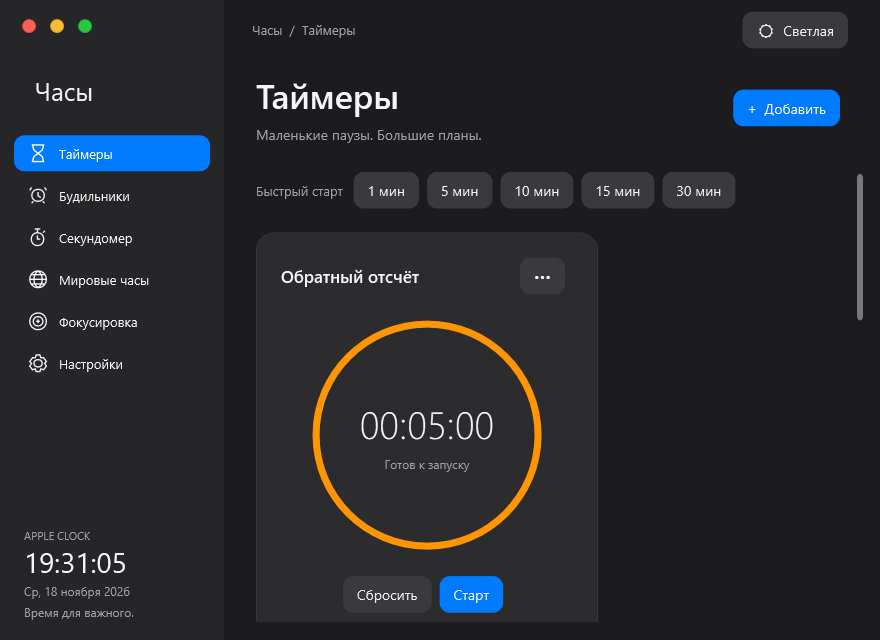 Часы / Таймеры
Светлая
Часы
Таймеры
Будильники
Секундомер
Мировые часы
Фокусировка
Настройки
APPLE CLOCK
19:31:05
Ср, 18 ноября 2026
Время для важного.
Таймеры
Маленькие паузы. Большие планы.
+ Добавить
Быстрый старт 1 мин 5 мин 10 мин 15 мин 30 мин
Обратный отсчёт
00:05:00
Готов к запуску
Сбросить Старт